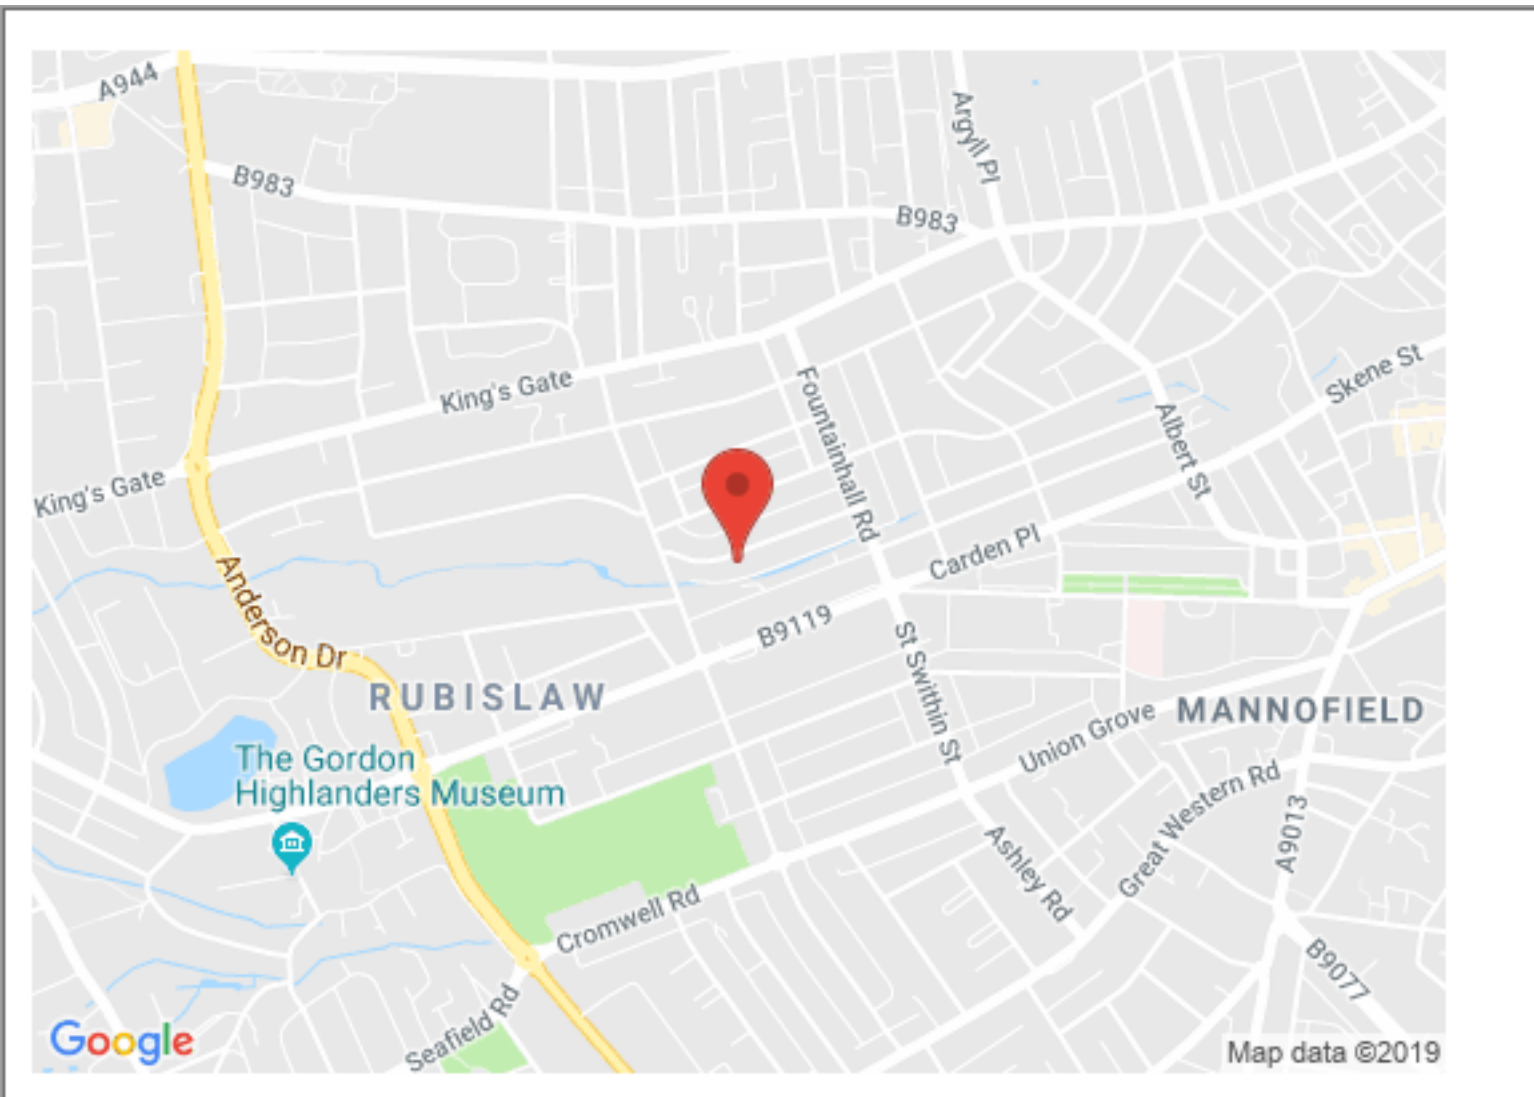 A944
B983
Argyll Pl
B983
King's Gate
Fountainhall Rd
Skene St
Albert St
King's Gate
Carden Pl
Anderson Dr
B9119
St Swithin St
RUBISLAW
MANNOFIELD
Union Grove
The Gordon
Highlanders Museum
Great Western Rd
A9013
Ashley Rd
Cromwell Rd
B9077
Seafield Rd
Google
Map data ©2019